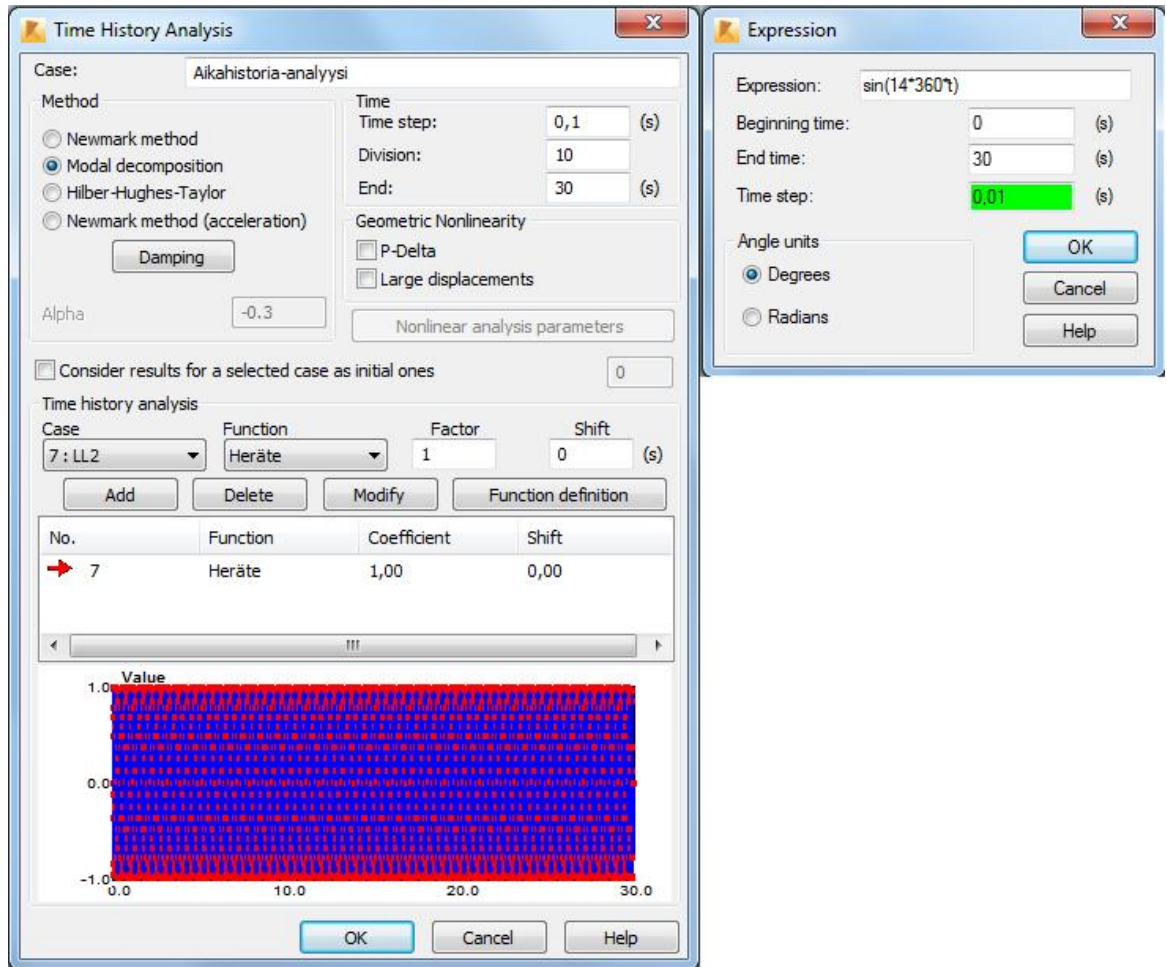 Time History Analysis
Case: Aikahistoria-analyysi
Method
Newmark method
Modal decomposition
Hilber-Hughes-Taylor
Newmark method (acceleration)
Damping
Alpha -0.3
Time
Time step: 0,1 (s)
Division: 10
End: 30 (s)
Geometric Nonlinearity
P-Delta
Large displacements
Nonlinear analysis parameters
Consider results for a selected case as initial ones 0
Time history analysis
Case Function Factor Shift
7 : LL2 Heräte 1 0 (s)
Add Delete Modify Function definition
No. Function Coefficient Shift
7 Heräte 1,00 0,00
Value
1.0
0.0
-1.0
0.0 10.0 20.0 30.0
OK Cancel Help
Expression
Expression: sin(14*360*t)
Beginning time: 0 (s)
End time: 30 (s)
Time step: 0,01 (s)
Angle units
Degrees
Radians
OK
Cancel
Help